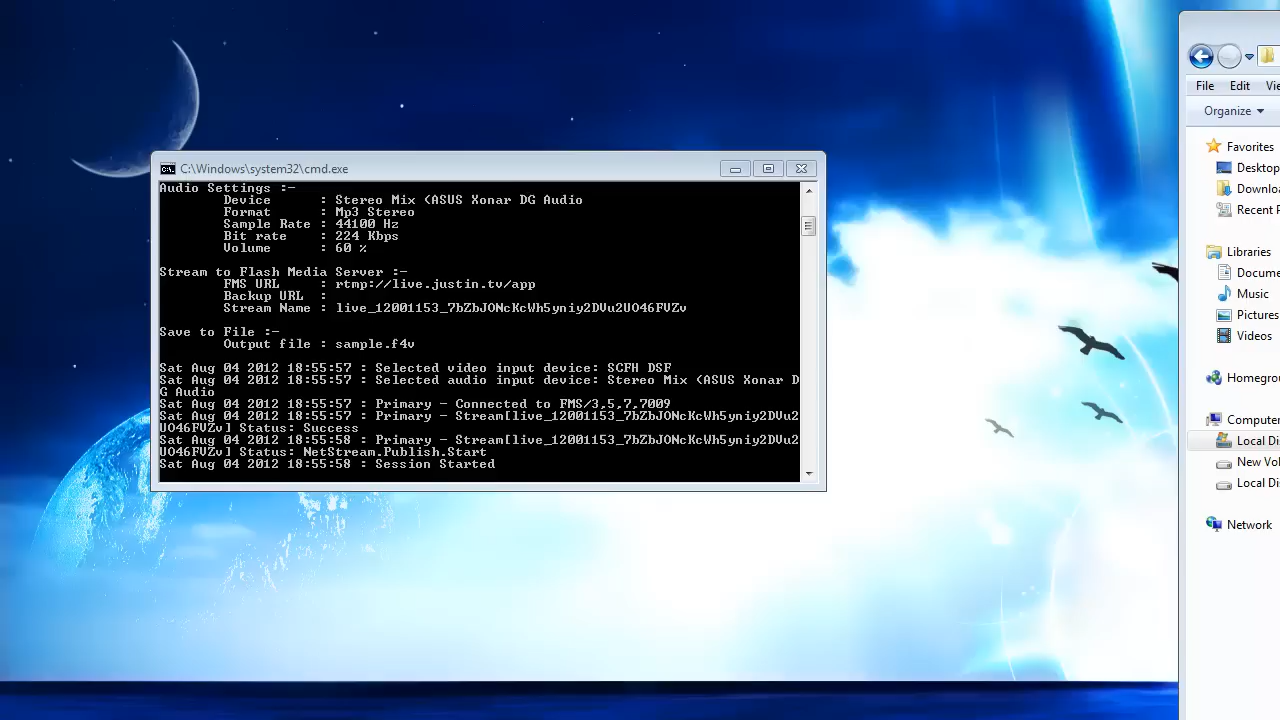 C:\Windows\system32\cmd.exe
Audio Settings :-
Device : Stereo Mix (ASUS Xonar DG Audio
Format : Mp3 Stereo
Sample Rate : 44100 Hz
Bit rate : 224 Kbps
Volume : 60 %
Stream to Flash Media Server :-
FMS URL : rtmp://live.justin.tv/app
Backup URL :
Stream Name : live_12001153_7bZbJONcKcWh5yniy2DVu2UO46FVZv
Save to File :-
Output file : sample.f4v
Sat Aug 04 2012 18:55:57 : Selected video input device: SCFH DSF
Sat Aug 04 2012 18:55:57 : Selected audio input device: Stereo Mix (ASUS Xonar D
G Audio
Sat Aug 04 2012 18:55:57 : Primary - Connected to FMS/3,5,7,7009
Sat Aug 04 2012 18:55:57 : Primary - Stream[live_12001153_7bZbJONcKcWh5yniy2DVu2
UO46FVZv] Status: Success
Sat Aug 04 2012 18:55:58 : Primary - Stream[live_12001153_7bZbJONcKcWh5yniy2DVu2
UO46FVZv] Status: NetStream.Publish.Start
Sat Aug 04 2012 18:55:58 : Session Started
File Edit Vie
Organize
Favorites
Desktop
Downlo
Recent P
Libraries
Docume
Music
Pictures
Videos
Homegro
Computer
Local Di
New Vol
Local Di
Network